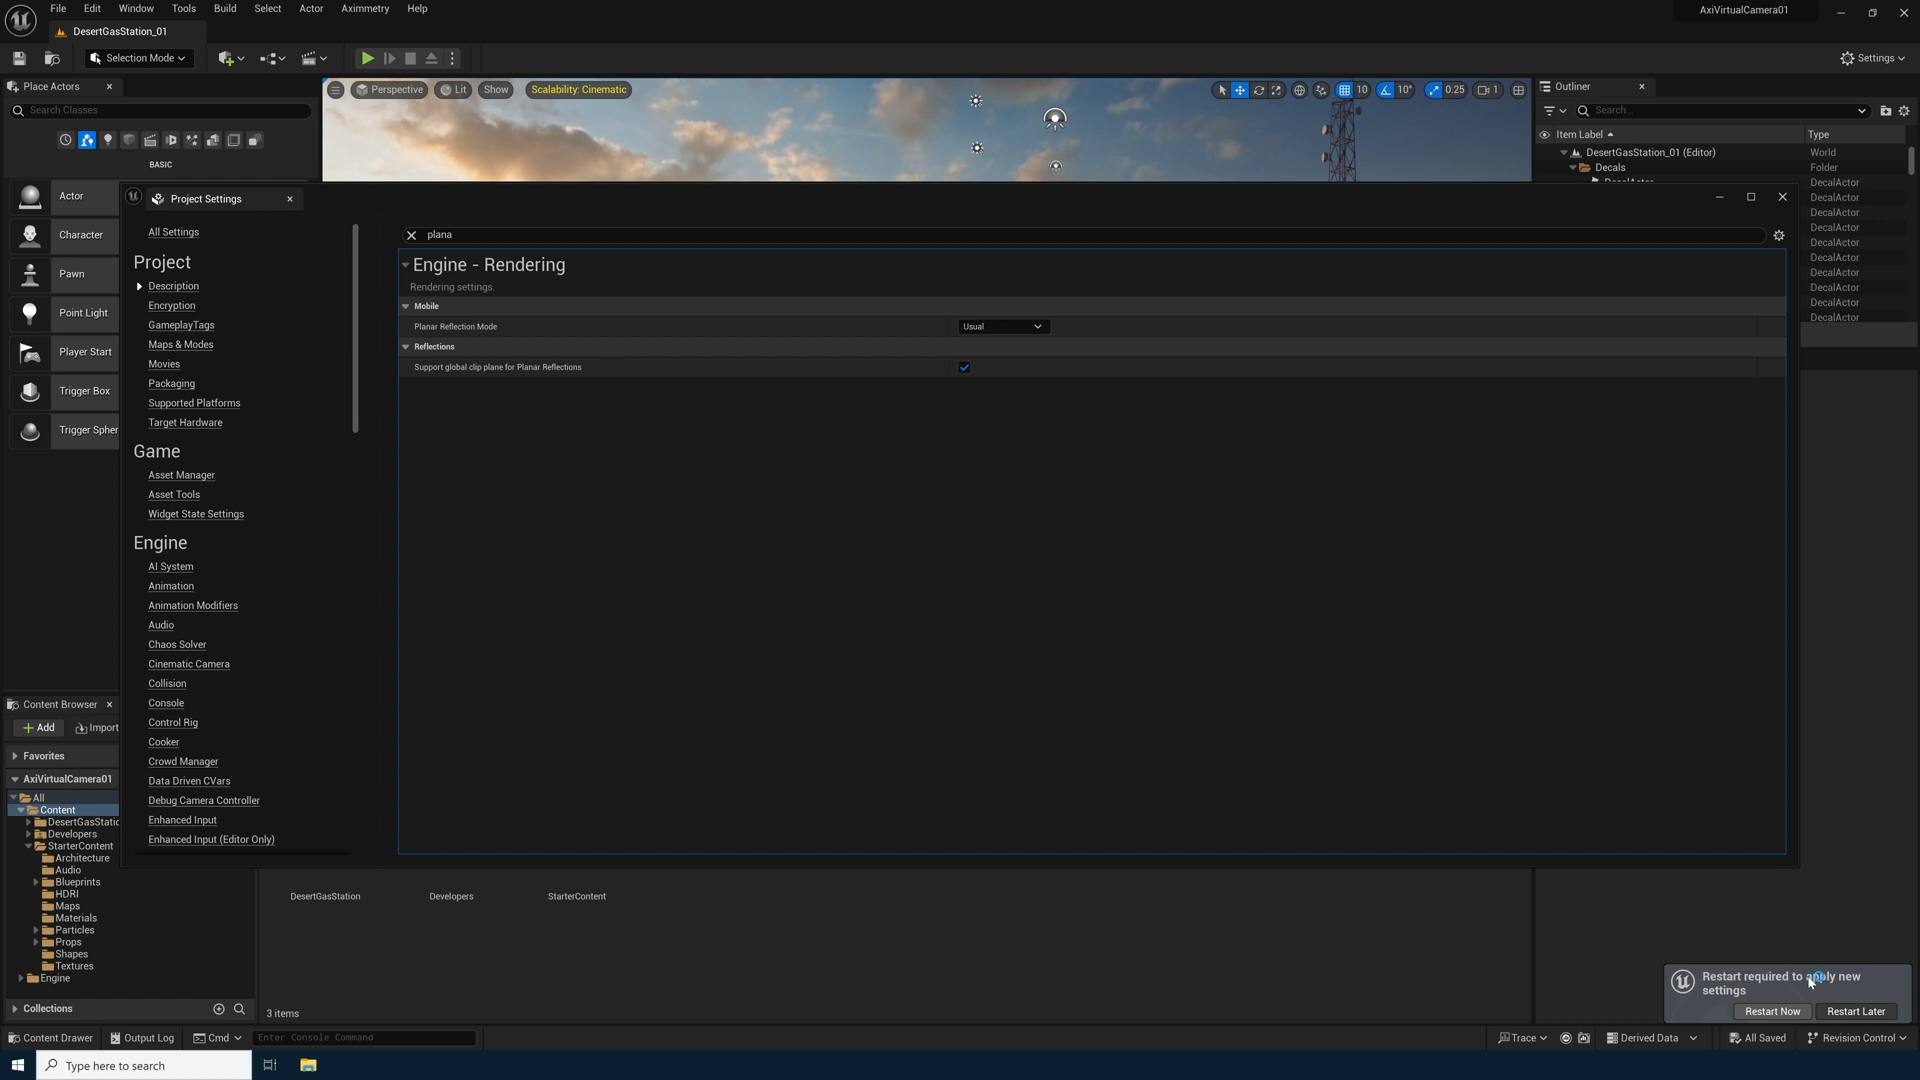 File Edit Window Tools Build Select Actor Aximmetry Help
AxiVirtualCamera01
DesertGasStation_01
Selection Mode
Settings
Place Actors
Perspective Lit Show Scalability: Cinematic
10 10° 0.25 1
Outliner
Search Classes
Search...
Item Label Type
BASIC
DesertGasStation_01 (Editor) World
Decals Folder
DecalActor
DecalActor
DecalActor
DecalActor
DecalActor
DecalActor
DecalActor
DecalActor
DecalActor
DecalActor
Actor
Character
Pawn
Point Light
Player Start
Trigger Box
Trigger Spher
Project Settings
All Settings
Project
Description
Encryption
GameplayTags
Maps & Modes
Movies
Packaging
Supported Platforms
Target Hardware
Game
Asset Manager
Asset Tools
Widget State Settings
Engine
AI System
Animation
Animation Modifiers
Audio
Chaos Solver
Cinematic Camera
Collision
Console
Control Rig
Cooker
Crowd Manager
Data Driven CVars
Debug Camera Controller
Enhanced Input
Enhanced Input (Editor Only)
plana
Engine - Rendering
Rendering settings.
Mobile
Planar Reflection Mode Usual
Reflections
Support global clip plane for Planar Reflections
Content Browser
Add Import
Favorites
AxiVirtualCamera01
All
Content
DesertGasStatic
Developers
StarterContent
Architecture
Audio
Blueprints
HDRI
Maps
Materials
Particles
Props
Shapes
Textures
Engine
Collections
DesertGasStation Developers StarterContent
3 items
Restart required to apply new
settings
Restart Now Restart Later
Content Drawer Output Log Cmd Enter Console Command
Trace Derived Data All Saved Revision Control
Type here to search